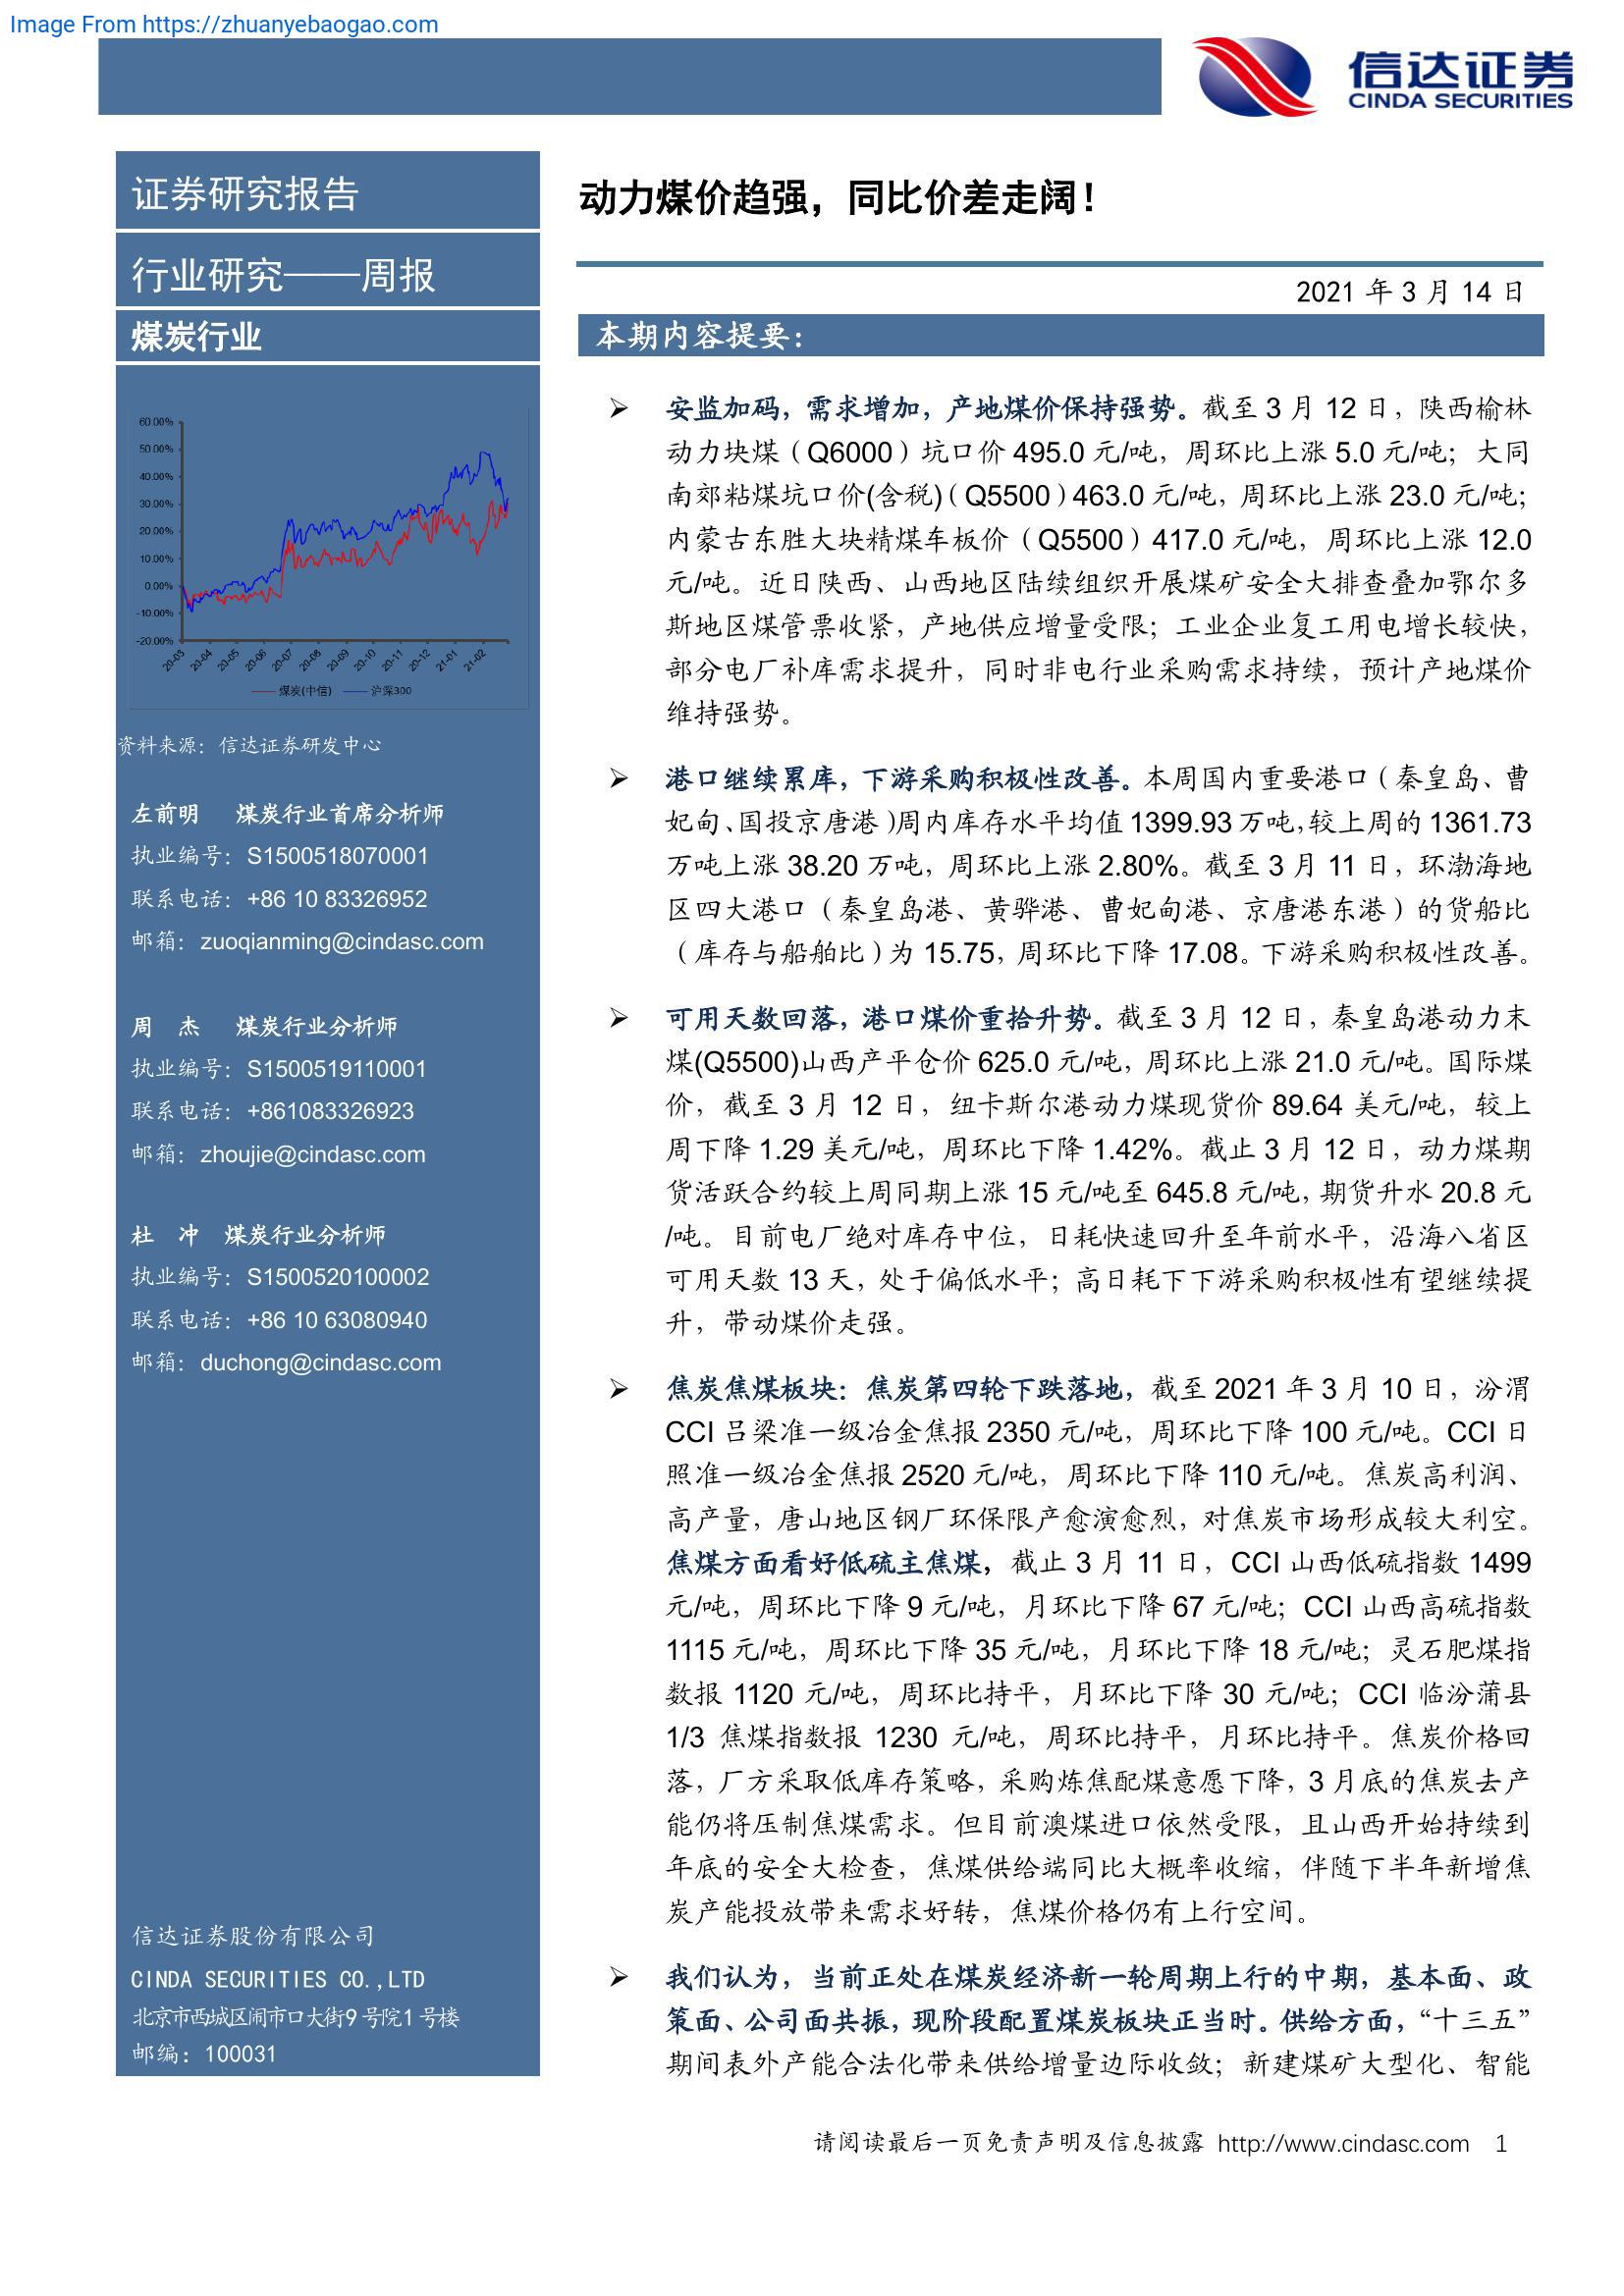 Image From https://zhuanyebaogao.com
信达证券
CINDA SECURITIES
证券研究报告
行业研究——周报
煤炭行业
60.00%
50.00%
40.00%
30.00%
20.00%
10.00%
0.00%
-10.00%
-20.00%
20-03
20-04
20-05
20-06
20-07
20-08
20-09
20-10
20-11
20-12
21-01
21-02
煤炭(中信)
沪深300
资料来源：信达证券研发中心
左前明 煤炭行业首席分析师
执业编号：S1500518070001
联系电话：+86 10 83326952
邮箱：zuoqianming@cindasc.com
周 杰 煤炭行业分析师
执业编号：S1500519110001
联系电话：+861083326923
邮箱：zhoujie@cindasc.com
杜 冲 煤炭行业分析师
执业编号：S1500520100002
联系电话：+86 10 63080940
邮箱：duchong@cindasc.com
信达证券股份有限公司
CINDA SECURITIES CO.,LTD
北京市西城区闹市口大街9号院1号楼
邮编：100031
动力煤价趋强，同比价差走阔！
2021 年 3 月 14 日
本期内容提要：
➢ 安监加码，需求增加，产地煤价保持强势。截至 3 月 12 日，陕西榆林
动力块煤（Q6000）坑口价 495.0 元/吨，周环比上涨 5.0 元/吨；大同
南郊粘煤坑口价(含税)（Q5500）463.0 元/吨，周环比上涨 23.0 元/吨；
内蒙古东胜大块精煤车板价（Q5500）417.0 元/吨，周环比上涨 12.0
元/吨。近日陕西、山西地区陆续组织开展煤矿安全大排查叠加鄂尔多
斯地区煤管票收紧，产地供应增量受限；工业企业复工用电增长较快，
部分电厂补库需求提升，同时非电行业采购需求持续，预计产地煤价
维持强势。
➢ 港口继续累库，下游采购积极性改善。本周国内重要港口（秦皇岛、曹
妃甸、国投京唐港）周内库存水平均值 1399.93 万吨，较上周的 1361.73
万吨上涨 38.20 万吨，周环比上涨 2.80%。截至 3 月 11 日，环渤海地
区四大港口（秦皇岛港、黄骅港、曹妃甸港、京唐港东港）的货船比
（库存与船舶比）为 15.75，周环比下降 17.08。下游采购积极性改善。
➢ 可用天数回落，港口煤价重拾升势。截至 3 月 12 日，秦皇岛港动力末
煤(Q5500)山西产平仓价 625.0 元/吨，周环比上涨 21.0 元/吨。国际煤
价，截至 3 月 12 日，纽卡斯尔港动力煤现货价 89.64 美元/吨，较上
周下降 1.29 美元/吨，周环比下降 1.42%。截止 3 月 12 日，动力煤期
货活跃合约较上周同期上涨 15 元/吨至 645.8 元/吨，期货升水 20.8 元
/吨。目前电厂绝对库存中位，日耗快速回升至年前水平，沿海八省区
可用天数 13 天，处于偏低水平；高日耗下下游采购积极性有望继续提
升，带动煤价走强。
➢ 焦炭焦煤板块：焦炭第四轮下跌落地，截至 2021 年 3 月 10 日，汾渭
CCI 吕梁准一级冶金焦报 2350 元/吨，周环比下降 100 元/吨。CCI 日
照准一级冶金焦报 2520 元/吨，周环比下降 110 元/吨。焦炭高利润、
高产量，唐山地区钢厂环保限产愈演愈烈，对焦炭市场形成较大利空。
焦煤方面看好低硫主焦煤，截止 3 月 11 日，CCI 山西低硫指数 1499
元/吨，周环比下降 9 元/吨，月环比下降 67 元/吨；CCI 山西高硫指数
1115 元/吨，周环比下降 35 元/吨，月环比下降 18 元/吨；灵石肥煤指
数报 1120 元/吨，周环比持平，月环比下降 30 元/吨；CCI 临汾蒲县
1/3 焦煤指数报 1230 元/吨，周环比持平，月环比持平。焦炭价格回
落，厂方采取低库存策略，采购炼焦配煤意愿下降，3 月底的焦炭去产
能仍将压制焦煤需求。但目前澳煤进口依然受限，且山西开始持续到
年底的安全大检查，焦煤供给端同比大概率收缩，伴随下半年新增焦
炭产能投放带来需求好转，焦煤价格仍有上行空间。
➢ 我们认为，当前正处在煤炭经济新一轮周期上行的中期，基本面、政
策面、公司面共振，现阶段配置煤炭板块正当时。供给方面，“十三五”
期间表外产能合法化带来供给增量边际收敛；新建煤矿大型化、智能
请阅读最后一页免责声明及信息披露 http://www.cindasc.com 1